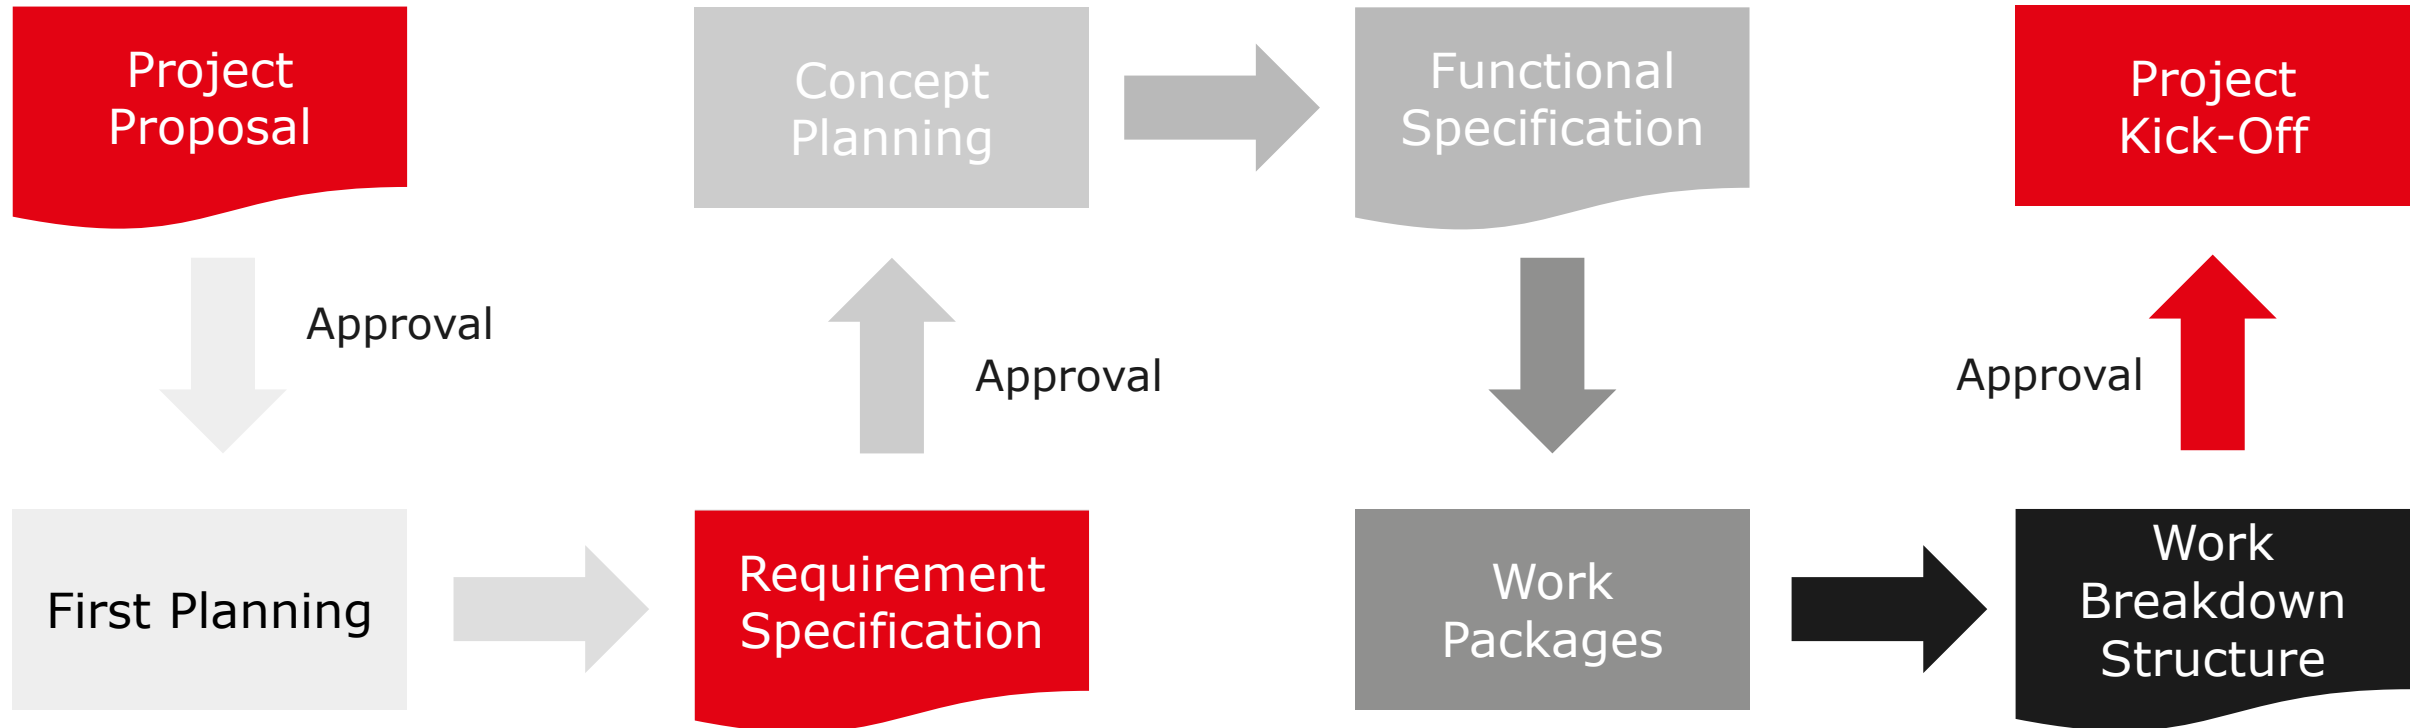 Project
Proposal
Approval
First Planning
Requirement
Specification
Approval
Concept
Planning
Functional
Specification
Work
Packages
Work
Breakdown
Structure
Approval
Project
Kick-Off